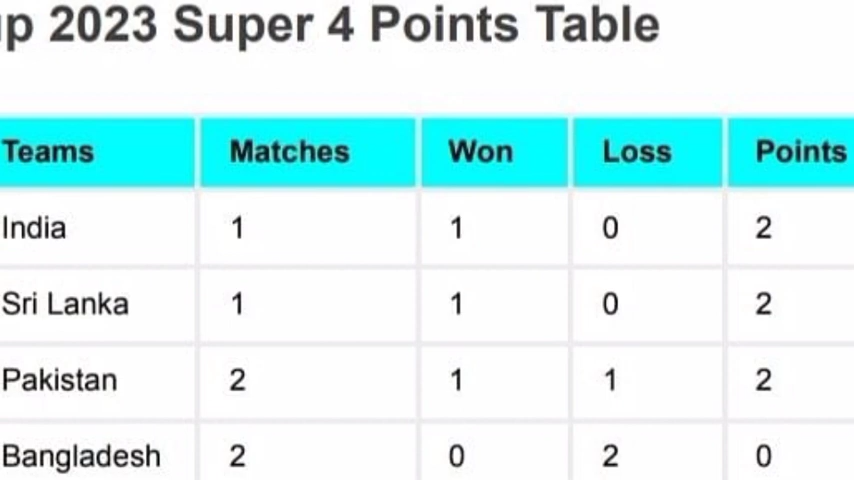 up 2023 Super 4 Points Table
Teams Matches Won Loss Points
India 1 1 0 2
Sri Lanka 1 1 0 2
Pakistan 2 1 1 2
Bangladesh 2 0 2 0